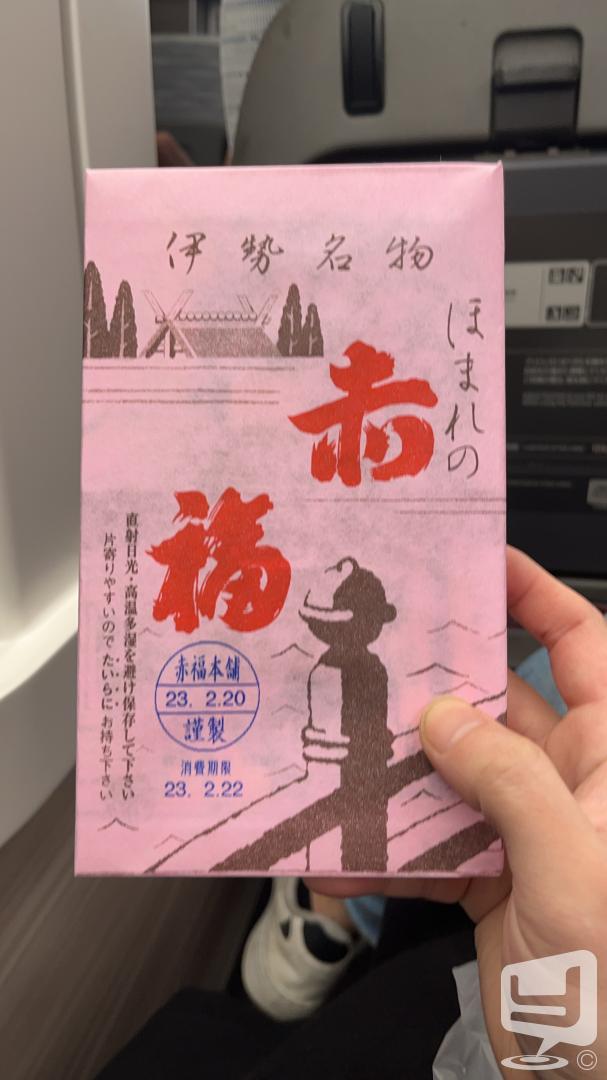 伊勢名物
ほまれの
赤
福
直射日光・高温多湿を避け保存して下さい
片寄りやすいのでたいらにお持ち下さい
赤福本舗
23. 2.20
謹製
消費期限
23. 2.22